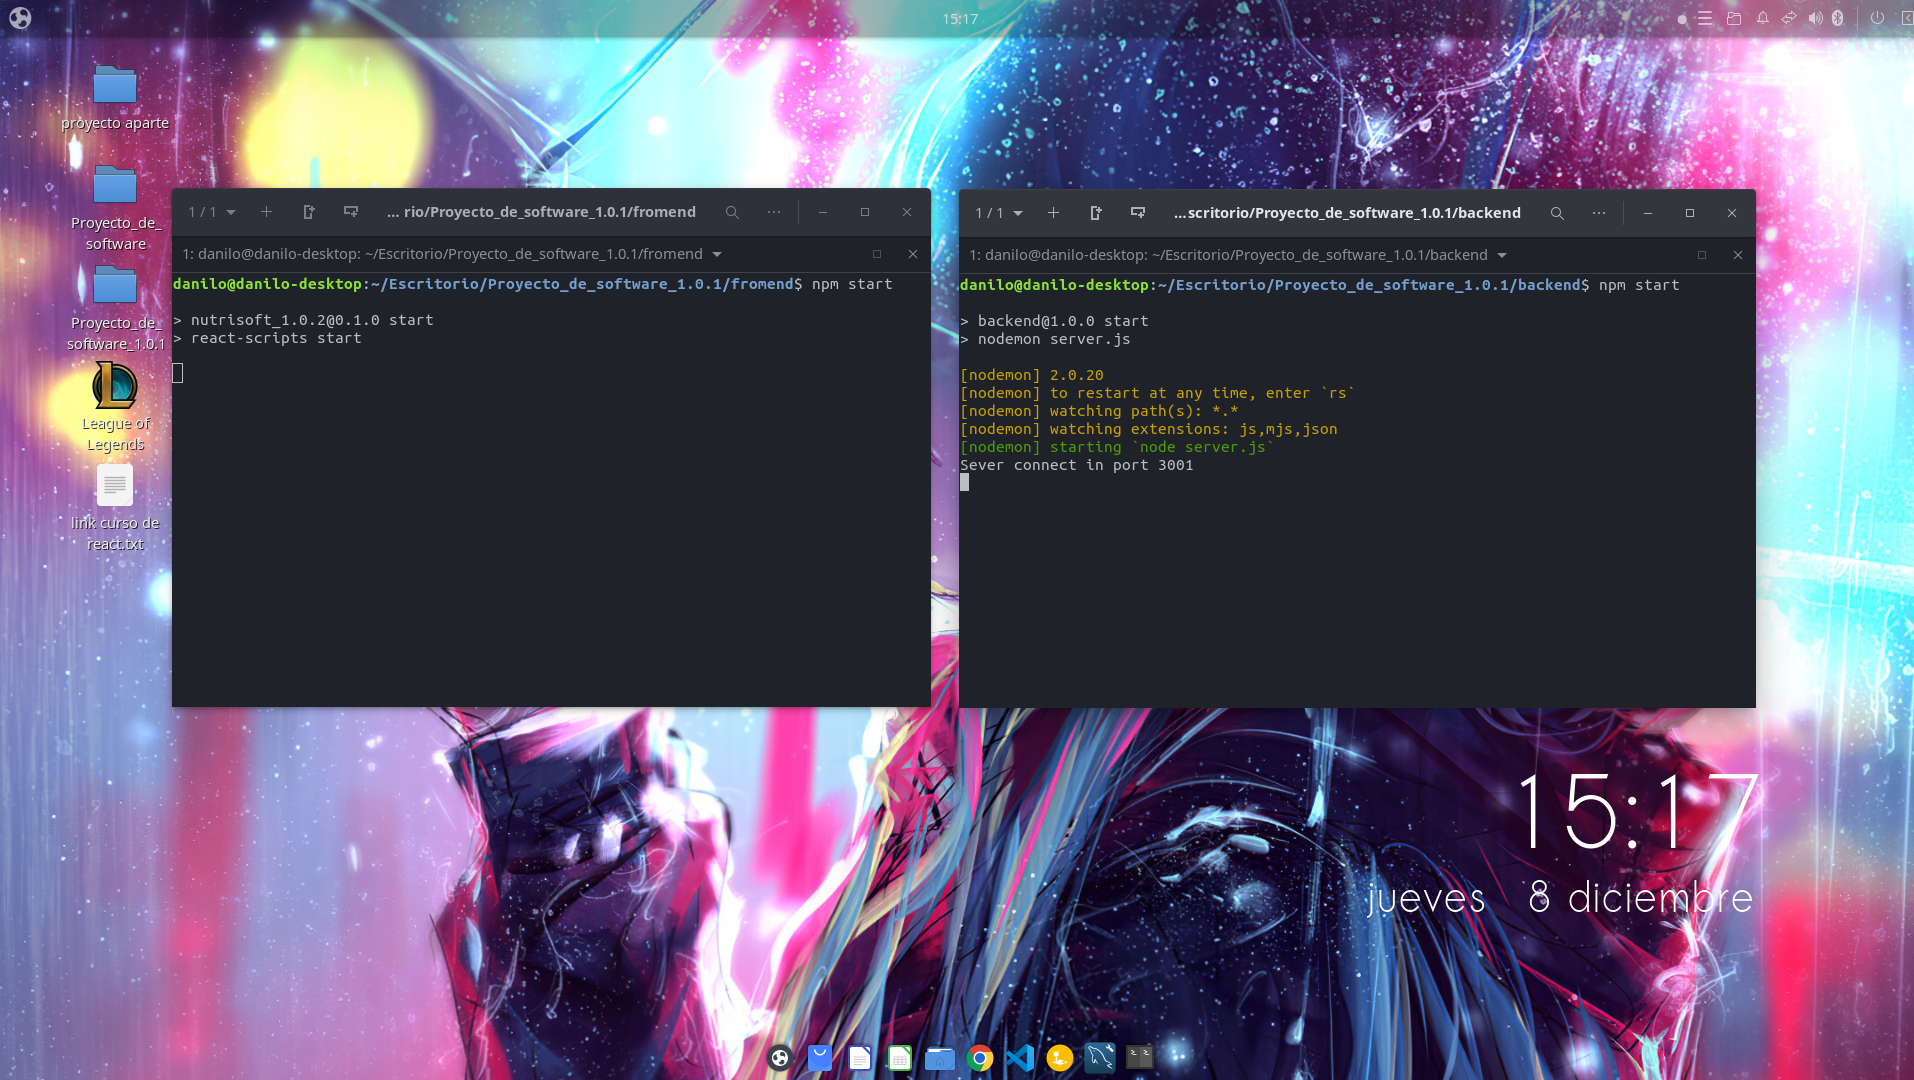 15:17
proyecto aparte
Proyecto_de_
software
Proyecto_de_
software_1.0.1
League of
Legends
link curso de
react.txt
1 / 1
... rio/Proyecto_de_software_1.0.1/fromend
1: danilo@danilo-desktop: ~/Escritorio/Proyecto_de_software_1.0.1/fromend
danilo@danilo-desktop:~/Escritorio/Proyecto_de_software_1.0.1/fromend$ npm start
> nutrisoft_1.0.2@0.1.0 start
> react-scripts start
1 / 1
...scritorio/Proyecto_de_software_1.0.1/backend
1: danilo@danilo-desktop: ~/Escritorio/Proyecto_de_software_1.0.1/backend
danilo@danilo-desktop:~/Escritorio/Proyecto_de_software_1.0.1/backend$ npm start
> backend@1.0.0 start
> nodemon server.js
[nodemon] 2.0.20
[nodemon] to restart at any time, enter `rs`
[nodemon] watching path(s): *.*
[nodemon] watching extensions: js,mjs,json
[nodemon] starting `node server.js`
Sever connect in port 3001
15:17
jueves 8 diciembre